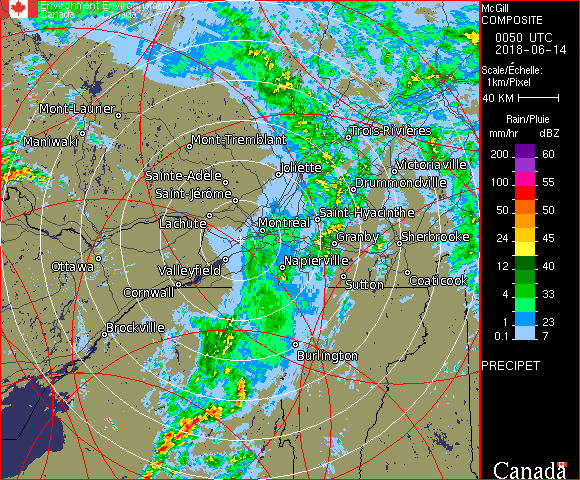 Environment Environnement
Canada Canada
McGill
COMPOSITE
0050 UTC
2018-06-14
Scale/Échelle:
1km/Pixel
40 KM
Rain/Pluie
mm/hr dBZ
200 60
100 55
50 50
24 45
12 40
4 33
1 23
0.1 7
PRECIPET
Canada
Mont-Laurier
Maniwaki
Mont-Tremblant
Trois-Rivières
Joliette
Victoriaville
Sainte-Adèle
Drummondville
Saint-Jérôme
Lachute
Saint-Hyacinthe
Montréal
Granby
Sherbrooke
Ottawa
Valleyfield
Napierville
Cornwall
Sutton
Coaticook
Brockville
Burlington